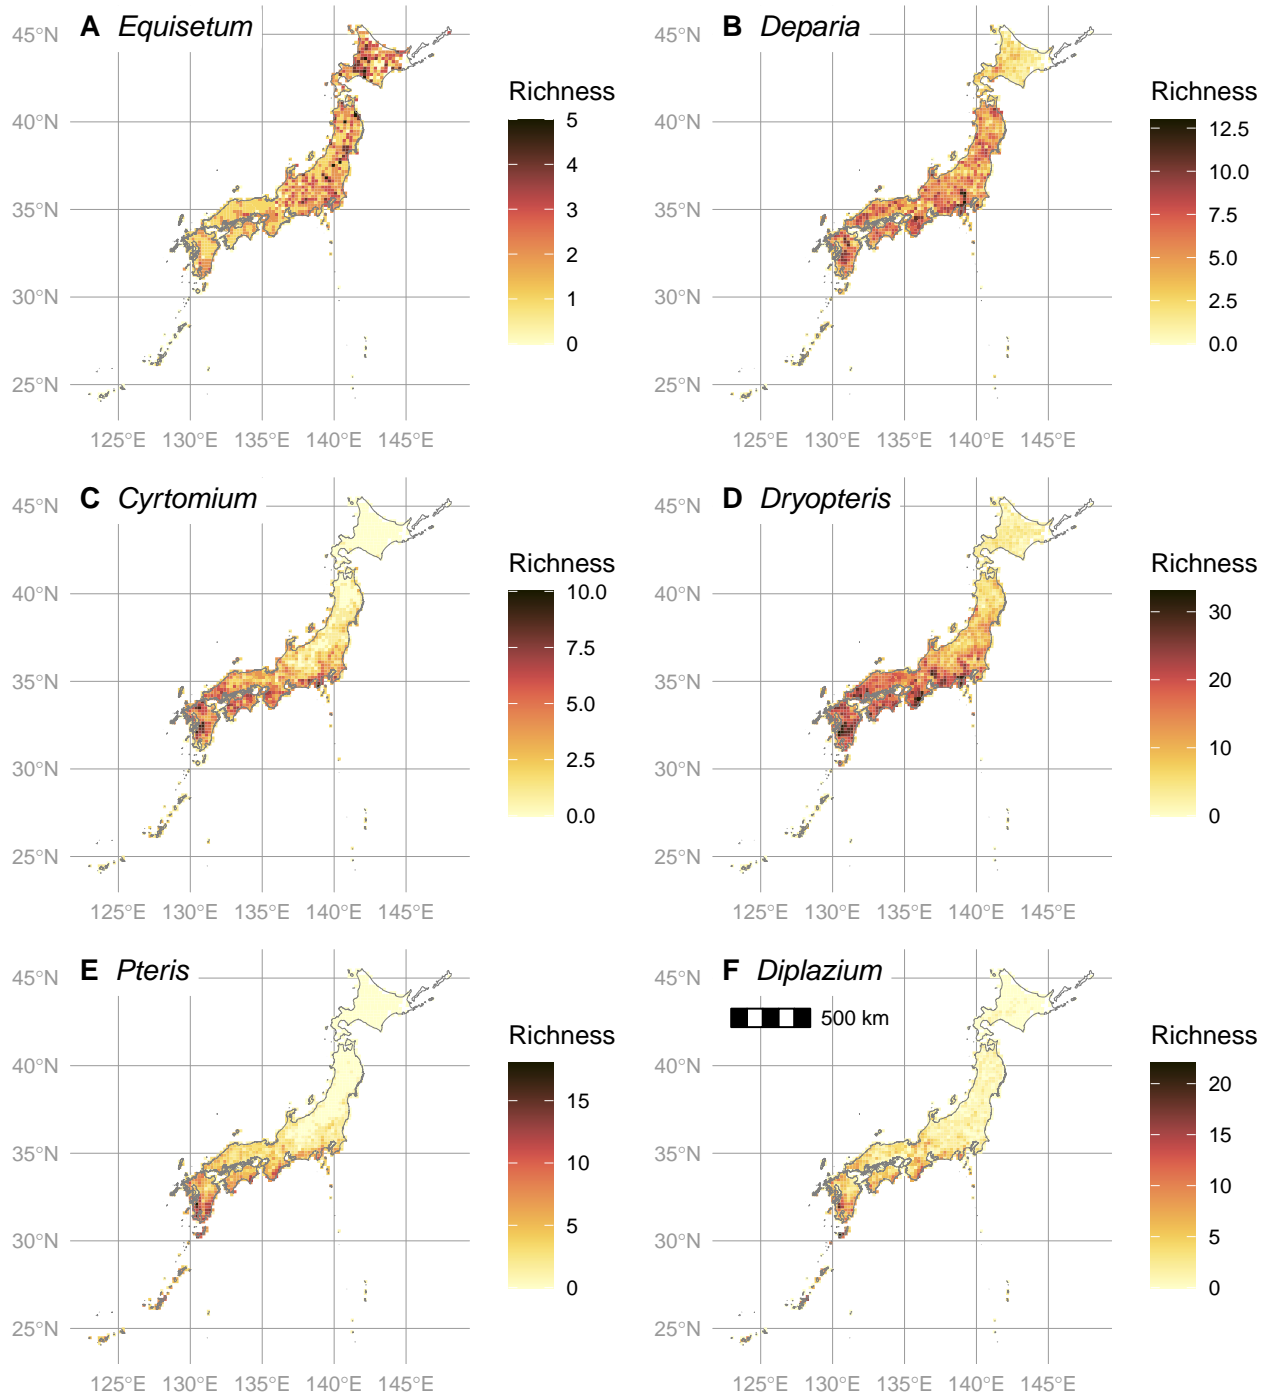 A Equisetum
45°N
40°N
35°N
30°N
25°N
125°E 130°E 135°E 140°E 145°E
Richness
5
4
3
2
1
0
B Deparia
45°N
40°N
35°N
30°N
25°N
125°E 130°E 135°E 140°E 145°E
Richness
12.5
10.0
7.5
5.0
2.5
0.0
C Cyrtomium
45°N
40°N
35°N
30°N
25°N
125°E 130°E 135°E 140°E 145°E
Richness
10.0
7.5
5.0
2.5
0.0
D Dryopteris
45°N
40°N
35°N
30°N
25°N
125°E 130°E 135°E 140°E 145°E
Richness
30
20
10
0
E Pteris
45°N
40°N
35°N
30°N
25°N
125°E 130°E 135°E 140°E 145°E
Richness
15
10
5
0
F Diplazium
500 km
45°N
40°N
35°N
30°N
25°N
125°E 130°E 135°E 140°E 145°E
Richness
20
15
10
5
0